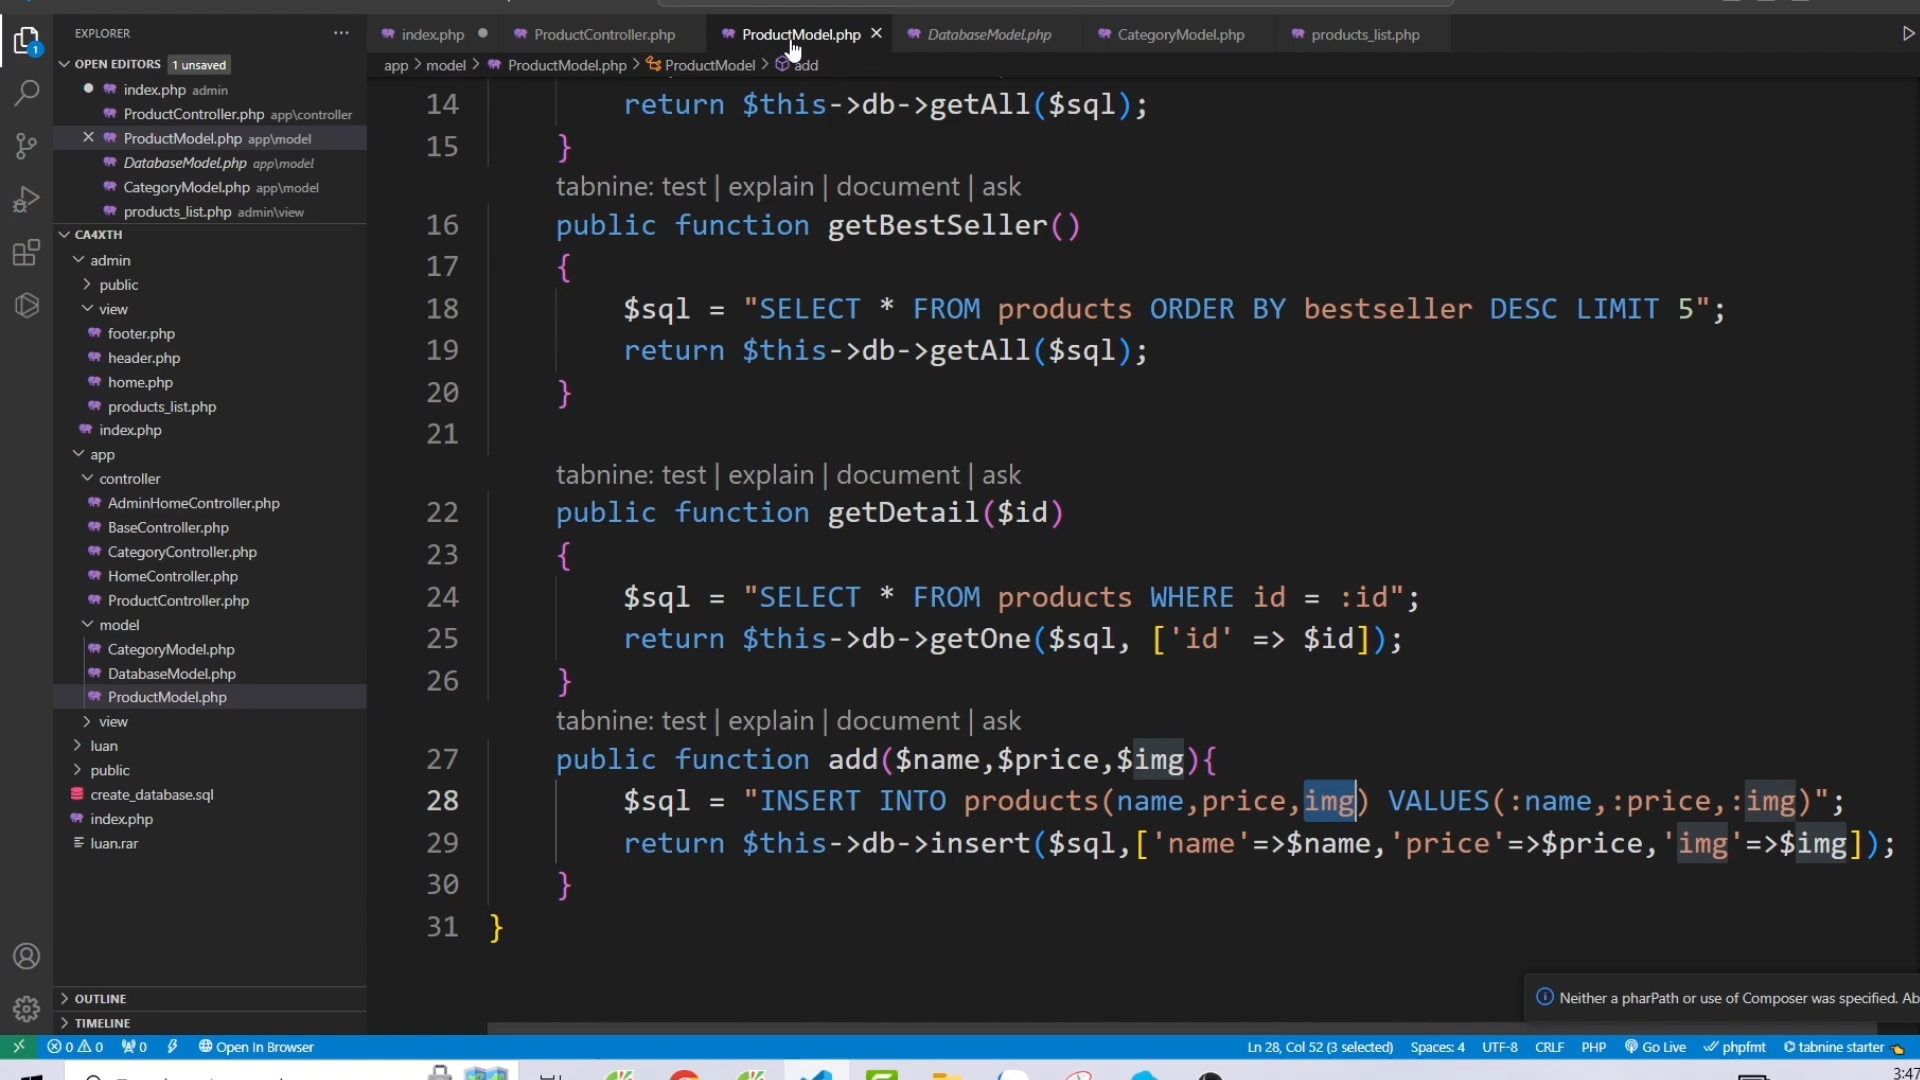 EXPLORER
index.php
ProductController.php
ProductModel.php
DatabaseModel.php
CategoryModel.php
products_list.php
OPEN EDITORS 1 unsaved
app > model > ProductModel.php > ProductModel > add
index.php admin
ProductController.php app\controller
ProductModel.php app\model
DatabaseModel.php app\model
CategoryModel.php app\model
products_list.php admin\view
CA4XTH
admin
public
view
footer.php
header.php
home.php
products_list.php
index.php
app
controller
AdminHomeController.php
BaseController.php
CategoryController.php
HomeController.php
ProductController.php
model
CategoryModel.php
DatabaseModel.php
ProductModel.php
view
luan
public
create_database.sql
index.php
luan.rar
OUTLINE
TIMELINE
14 return $this->db->getAll($sql);
15 }
tabnine: test | explain | document | ask
16 public function getBestSeller()
17 {
18 $sql = "SELECT * FROM products ORDER BY bestseller DESC LIMIT 5";
19 return $this->db->getAll($sql);
20 }
21
tabnine: test | explain | document | ask
22 public function getDetail($id)
23 {
24 $sql = "SELECT * FROM products WHERE id = :id";
25 return $this->db->getOne($sql, ['id' => $id]);
26 }
tabnine: test | explain | document | ask
27 public function add($name,$price,$img){
28 $sql = "INSERT INTO products(name,price,img) VALUES(:name,:price,:img)";
29 return $this->db->insert($sql,['name'=>$name,'price'=>$price,'img'=>$img]);
30 }
31 }
Neither a pharPath or use of Composer was specified. Ab
0 0 0 Open In Browser
Ln 28, Col 52 (3 selected) Spaces: 4 UTF-8 CRLF PHP Go Live phpfmt tabnine starter
3:47